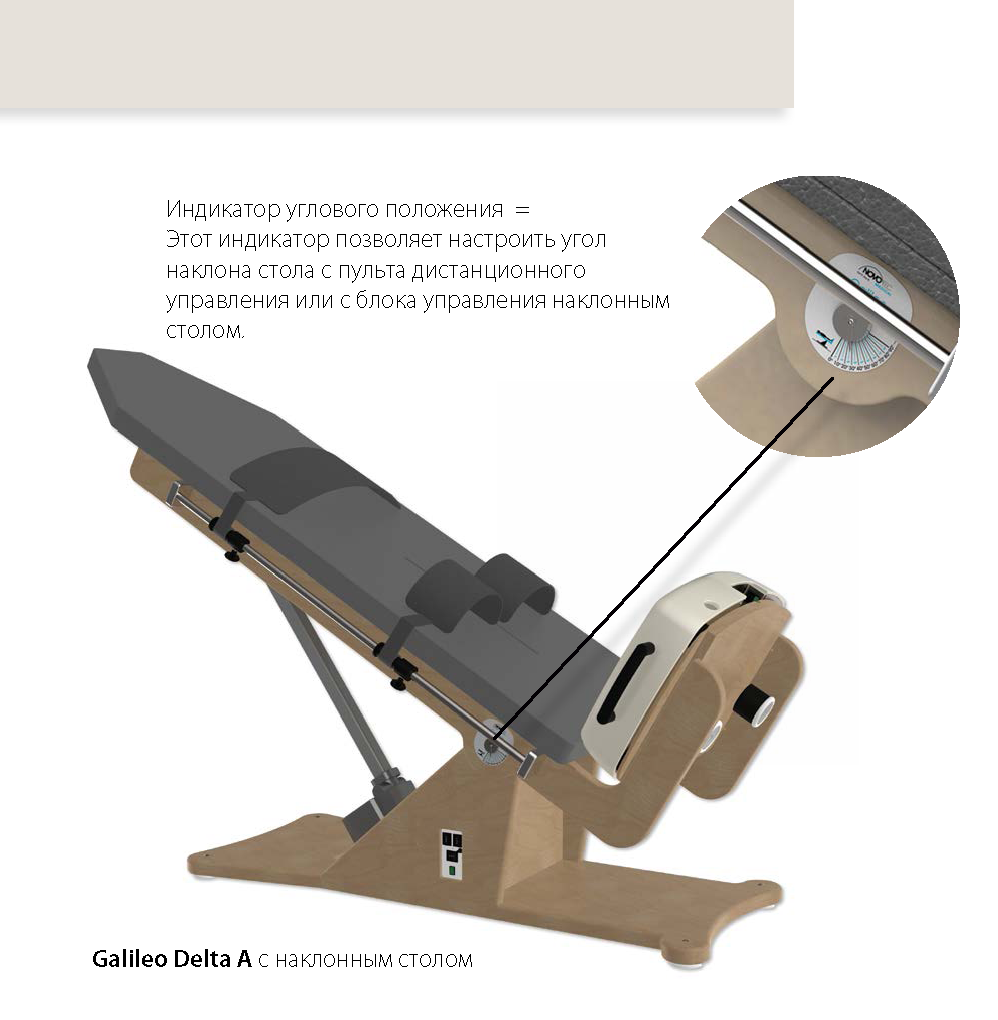 Индикатор углового положения =
Этот индикатор позволяет настроить угол
наклона стола с пульта дистанционного
управления или с блока управления наклонным
столом.
NOVO
Galileo Delta A с наклонным столом